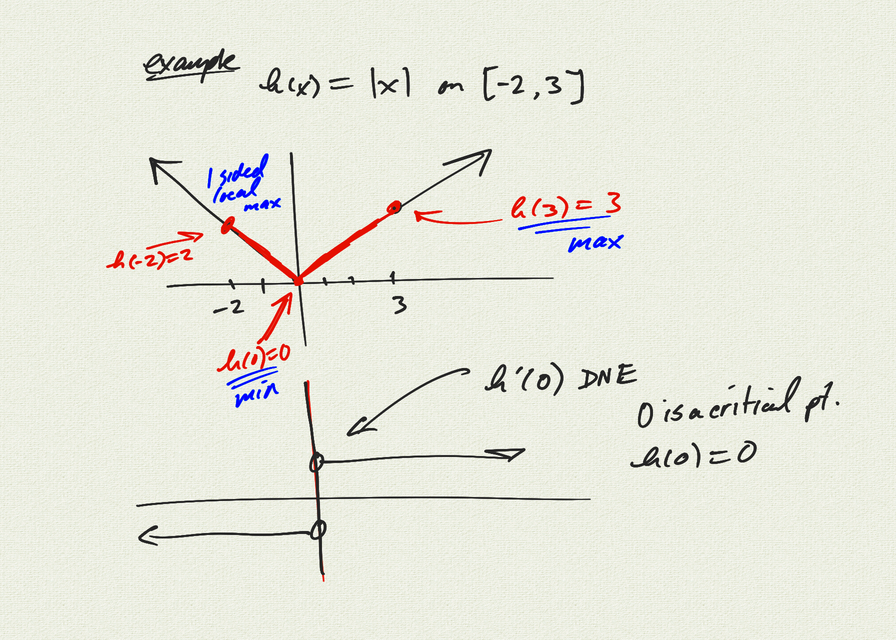 example
h(x) = |x| on [-2, 3]
1 sided
local
max
h(3) = 3
max
h(-2)=2
-2
3
h(0)=0
min
h'(0) DNE
0 is a critical pt.
h(0) = 0